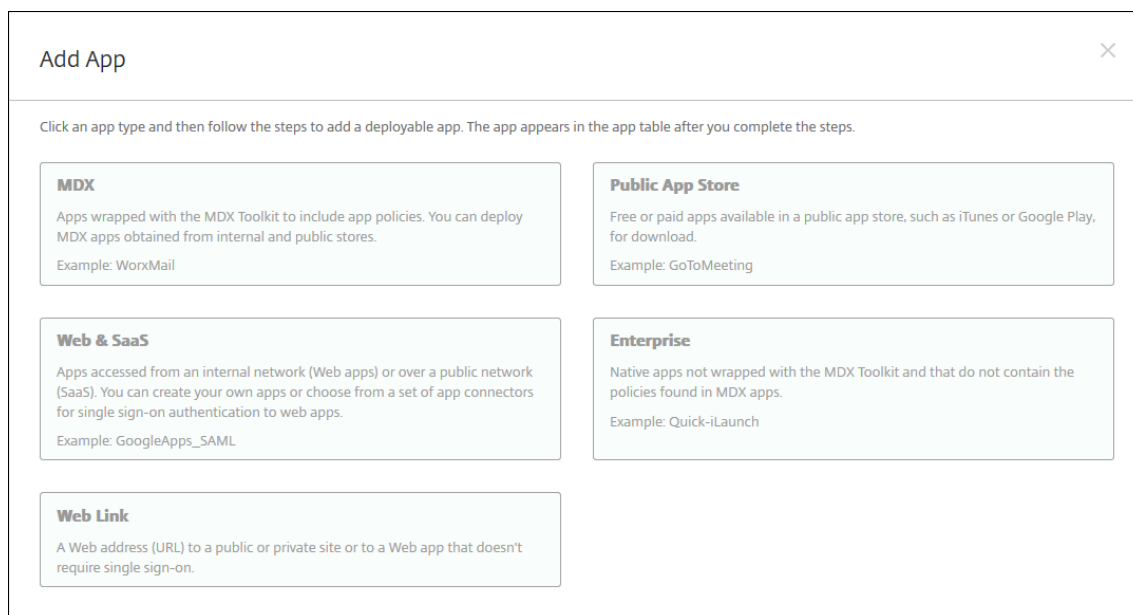 Add App
Click an app type and then follow the steps to add a deployable app. The app appears in the app table after you complete the steps.
MDX
Apps wrapped with the MDX Toolkit to include app policies. You can deploy
MDX apps obtained from internal and public stores.
Example: WorxMail
Public App Store
Free or paid apps available in a public app store, such as iTunes or Google Play,
for download.
Example: GoToMeeting
Web & SaaS
Apps accessed from an internal network (Web apps) or over a public network
(SaaS). You can create your own apps or choose from a set of app connectors
for single sign-on authentication to web apps.
Example: GoogleApps_SAML
Enterprise
Native apps not wrapped with the MDX Toolkit and that do not contain the
policies found in MDX apps.
Example: Quick-iLaunch
Web Link
A Web address (URL) to a public or private site or to a Web app that doesn't
require single sign-on.